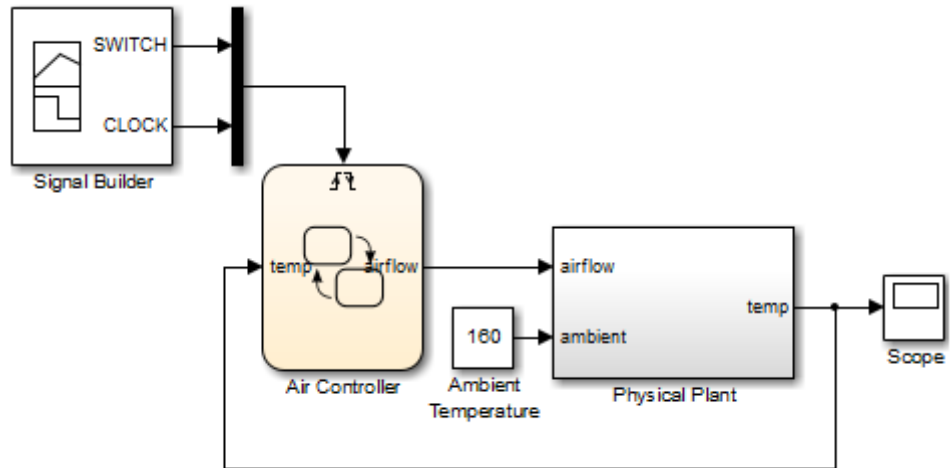 SWITCH
CLOCK
Signal Builder
temp
airflow
Air Controller
airflow
ambient
temp
160
Ambient
Temperature
Physical Plant
Scope